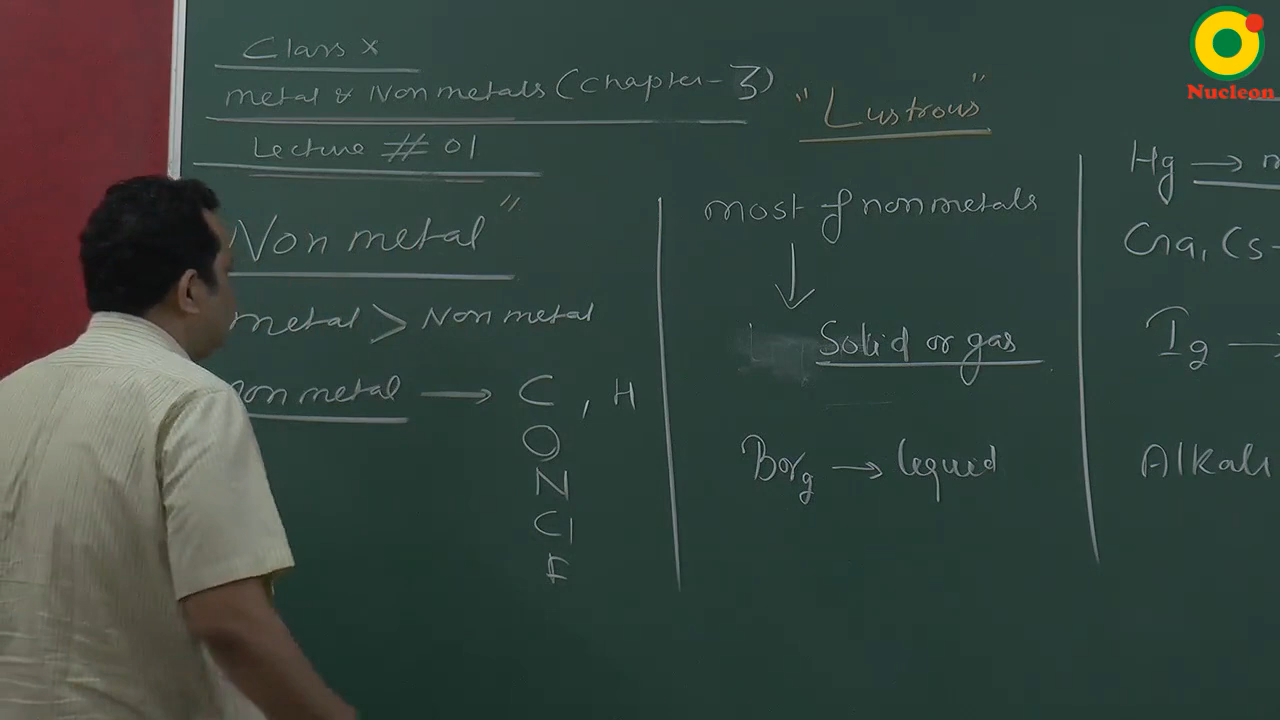 Class X
Metal & Non metals (Chapter-3)
Lecture # 01
Non metal"
metal > Non metal
non metal → C, H
O
N
Cl
F
"Lustrous"
most of non metals
↓
Solid or gas
Br₂ → liquid
Hg →
Ga, Cs
I₂ →
Alkali
Nucleon